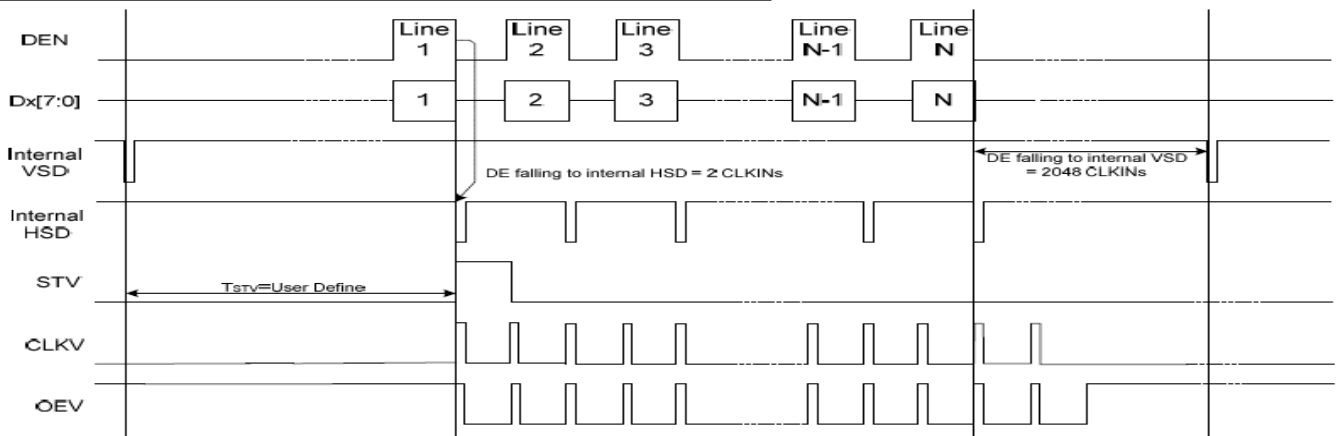 DEN
Line 1
Line 2
Line 3
Line N-1
Line N
Dx[7:0]
1
2
3
N-1
N
Internal VSD
DE falling to internal HSD = 2 CLKINs
DE falling to internal VSD = 2048 CLKINs
Internal HSD
STV
TSTV=User Define
CLKV
OEV